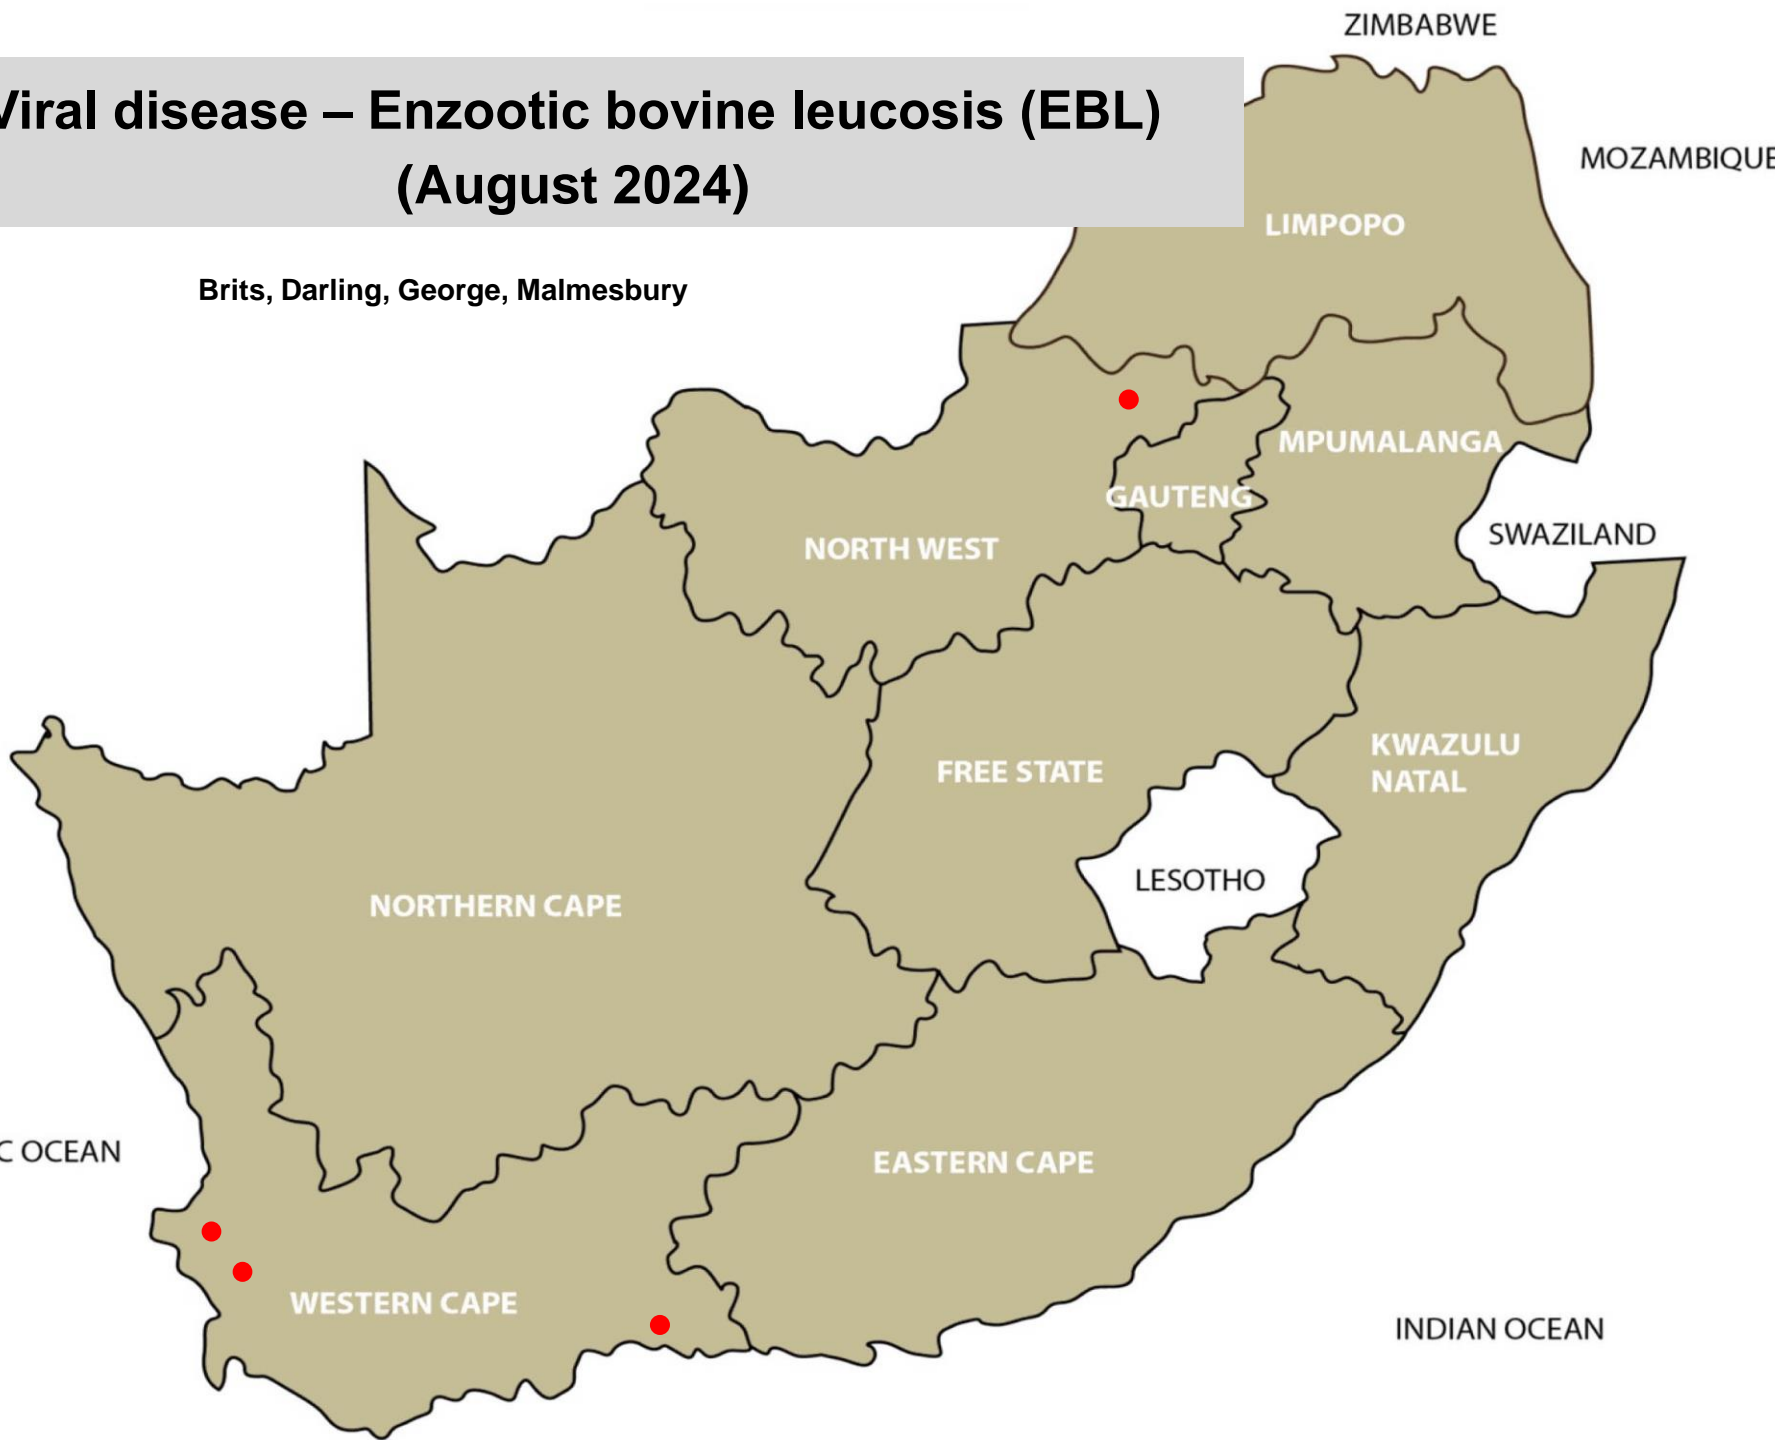 ZIMBABWE
Viral disease – Enzootic bovine leucosis (EBL)
(August 2024)
MOZAMBIQUE
LIMPOPO
Brits, Darling, George, Malmesbury
MPUMALANGA
GAUTENG
SWAZILAND
NORTH WEST
KWAZULU
NATAL
FREE STATE
LESOTHO
NORTHERN CAPE
C OCEAN
EASTERN CAPE
WESTERN CAPE
INDIAN OCEAN